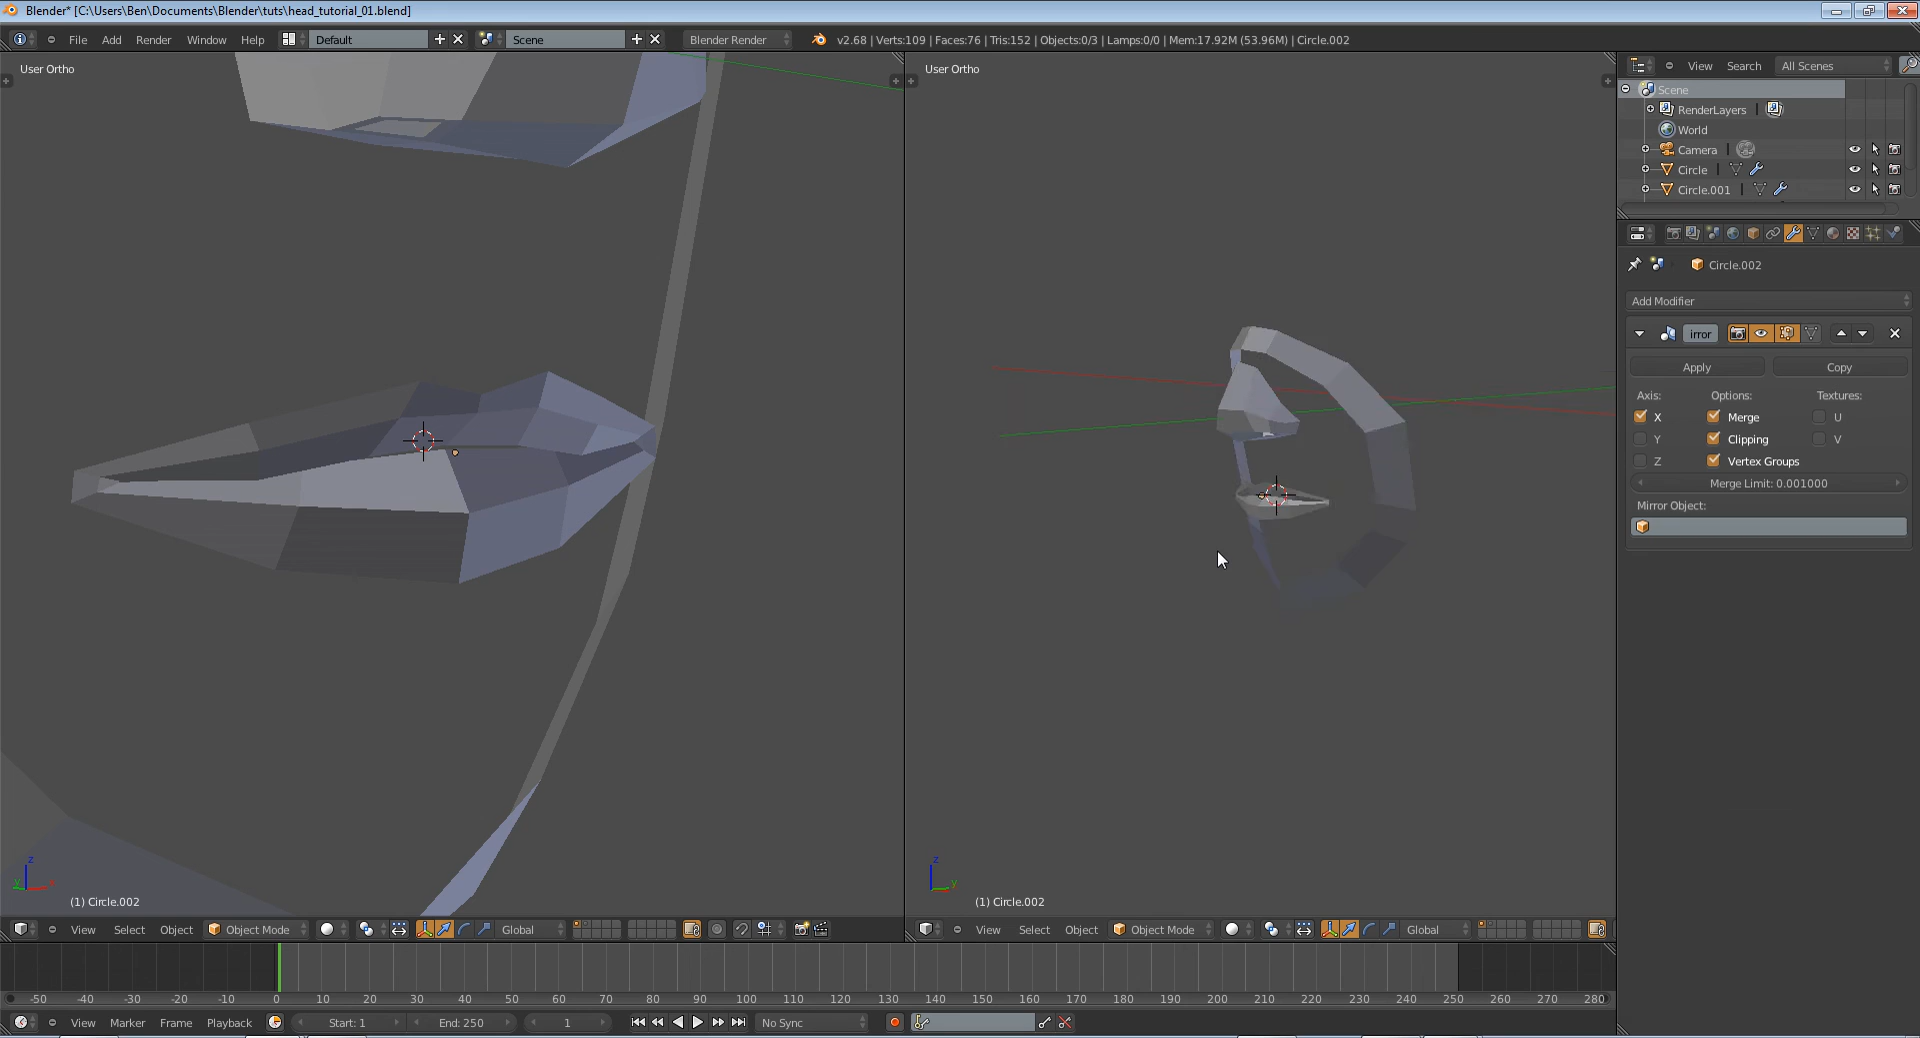 Blender* [C:\Users\Ben\Documents\Blender\tuts\head_tutorial_01.blend]
File Add Render Window Help Default Scene Blender Render v2.68 | Verts:109 | Faces:76 | Tris:152 | Objects:0/3 | Lamps:0/0 | Mem:17.92M (53.96M) | Circle.002
User Ortho
User Ortho
View Search All Scenes
Scene
RenderLayers
World
Camera
Circle
Circle.001
Circle.002
Add Modifier
irror
Apply Copy
Axis: Options: Textures:
X Merge U
Y Clipping V
Z Vertex Groups
Merge Limit: 0.001000
Mirror Object:
z
y x
(1) Circle.002
z
y
(1) Circle.002
View Select Object Object Mode Global
View Select Object Object Mode Global
-50 -40 -30 -20 -10 0 10 20 30 40 50 60 70 80 90 100 110 120 130 140 150 160 170 180 190 200 210 220 230 240 250 260 270 280
View Marker Frame Playback Start: 1 End: 250 1 No Sync